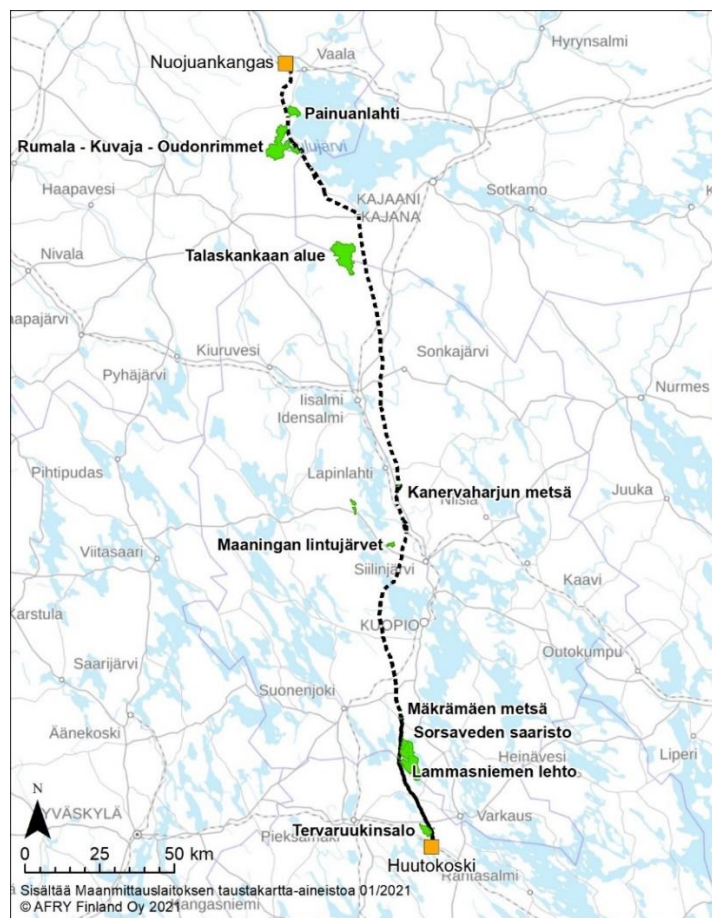 Hyrynsalmi
Nuojuankangas
Vaala
Painuanlahti
Rumala - Kuvaja - Oudonrimmet
Haapavesi
KAJAANI
KAJANA
Sotkamo
Nivala
Talaskankaan alue
Kiuruvesi
Sonkajärvi
Pyhäjärvi
Nurmes
Iisalmi
Idensalmi
Pihtipudas
Lapinlahti
Kanervaharjun metsä
Juuka
Maaningan lintujärvet
Viitasaari
Siilinjärvi
Kaavi
Karstula
KUOPIO
Outokumpu
Saarijärvi
Suonenjoki
Mäkrämäen metsä
Äänekoski
Sorsaveden saaristo
Heinävesi
Liperi
Lammasniemen lehto
N
YVÄSKYLÄ
Tervaruukinsalo
Varkaus
Pieksämäki
0 25 50 km
Huutokoski
Rantasalmi
Sisältää Maanmittauslaitoksen taustakartta-aineistoa 01/2021
© AFRY Finland Oy 2021
Kangasniemi